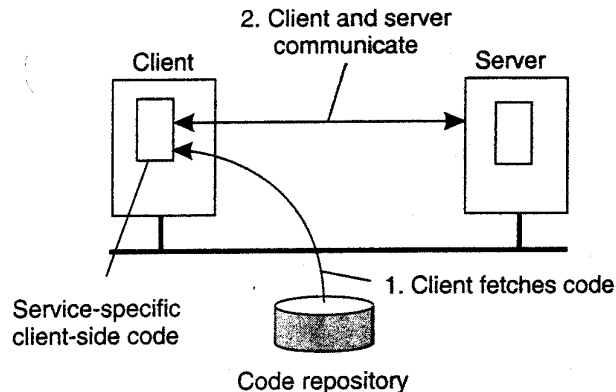 2. Client and server
communicate
Client
Server
1. Client fetches code
Service-specific
client-side code
Code repository